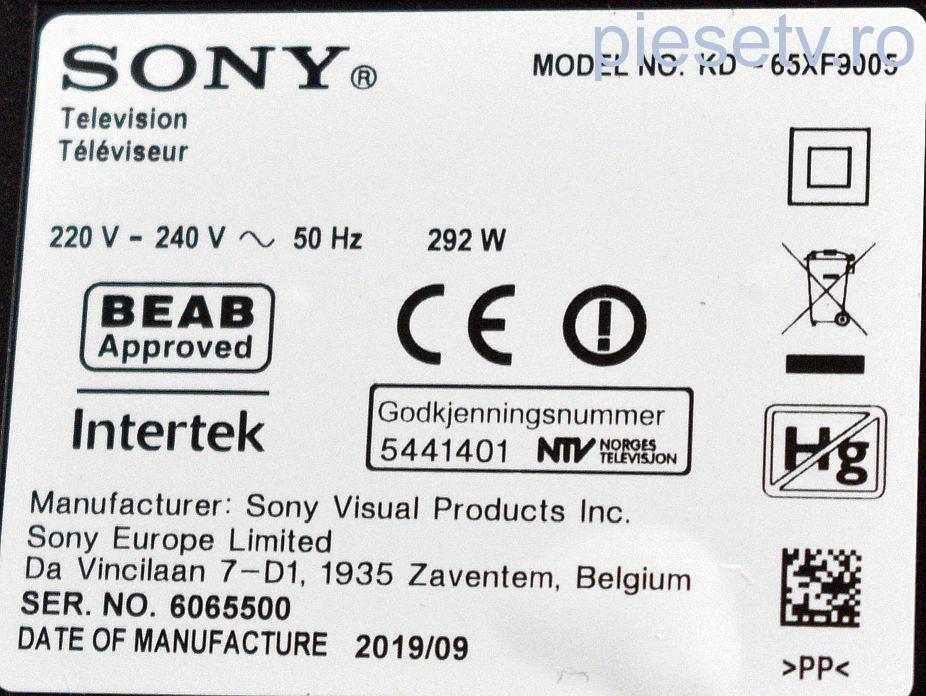 piesetv.ro
SONY®
MODEL NO. KD-65XF9005
Television
Téléviseur
220 V – 240 V ~ 50 Hz 292 W
BEAB
Approved
CE
Intertek
Godkjenningsnummer
5441401 NTV NORGES
TELEVISJON
Hg
Manufacturer: Sony Visual Products Inc.
Sony Europe Limited
Da Vincilaan 7-D1, 1935 Zaventem, Belgium
SER. NO. 6065500
DATE OF MANUFACTURE 2019/09
>PP<